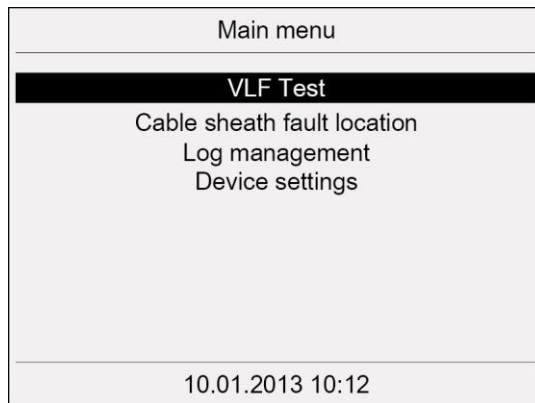 Main menu
VLF Test
Cable sheath fault location
Log management
Device settings
10.01.2013 10:12